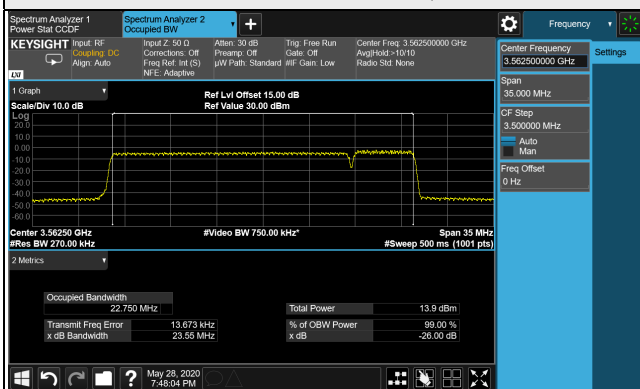 Spectrum Analyzer 1
Power Stat CCDF
Spectrum Analyzer 2
Occupied BW
Frequency
KEYSIGHT
Input: RF
Coupling: DC
Align: Auto
Input Z: 50 Ω
Corrections: Off
Freq Ref: Int (S)
NFE: Adaptive
Atten: 30 dB
Preamp: Off
µW Path: Standard
Trig: Free Run
Gate: Off
#IF Gain: Low
Center Freq: 3.562500000 GHz
Avg|Hold:>10/10
Radio Std: None
LXI
Center Frequency
3.562500000 GHz
Settings
Span
35.000 MHz
CF Step
3.500000 MHz
Auto
Man
Freq Offset
0 Hz
1 Graph
Scale/Div 10.0 dB
Ref Lvl Offset 15.00 dB
Ref Value 30.00 dBm
Log
20.0
10.0
0.00
-10.0
-20.0
-30.0
-40.0
-50.0
-60.0
Center 3.56250 GHz
#Res BW 270.00 kHz
#Video BW 750.00 kHz*
Span 35 MHz
#Sweep 500 ms (1001 pts)
2 Metrics
Occupied Bandwidth
22.750 MHz
Total Power 13.9 dBm
Transmit Freq Error 13.673 kHz
% of OBW Power 99.00 %
x dB Bandwidth 23.55 MHz
x dB -26.00 dB
May 28, 2020
7:48:04 PM